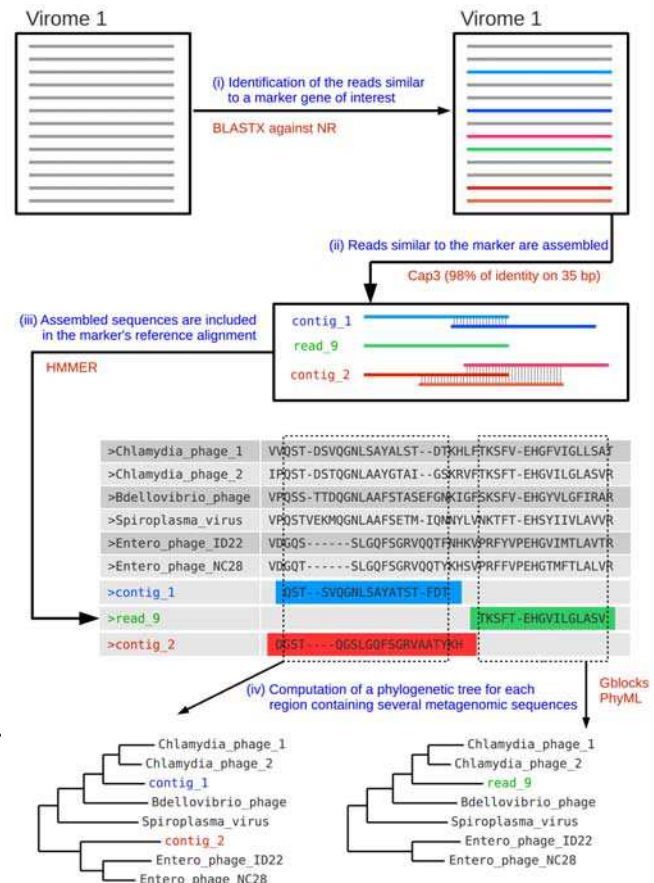 Virome 1
Virome 1
(i) Identification of the reads similar
to a marker gene of interest
BLASTX against NR
(ii) Reads similar to the marker are assembled
Cap3 (98% of identity on 35 bp)
(iii) Assembled sequences are included
in the marker's reference alignment
HMMER
contig_1
read_9
contig_2
>Chlamydia_phage_1 VVQST-DSVQGNLSAYALST--DTKHLFTKSFV-EHGFVIGLLSAT
>Chlamydia_phage_2 IPQST-DSTQGNLAAYGTAI--GSKRVFTKSFV-EHGVILGLASVR
>Bdellovibrio_phage VPQSS-TTDQGNLAAFSTASEFGNKIGFSKSFV-EHGYVLGFIRAR
>Spiroplasma_virus VPQSTVEKMQGNLAAFSETM-IQNNYLVNKTFT-EHSYIIVLAVVR
>Entero_phage_ID22 VDGQS------SLGQFSGRVQQTFNHKVPRFYVPEHGVIMTLAVTR
>Entero_phage_NC28 VDGQT------SLGQFSGRVQQTYKHSVPRFFVPEHGTMFTLALVR
>contig_1 QST--SVQGNLSAYATST-FDT
>read_9 TKSFT-EHGVILGLASV
>contig_2 DGST----QGSLGQFSGRVAATYKH
(iv) Computation of a phylogenetic tree for each
region containing several metagenomic sequences
Gblocks
PhyML
Chlamydia_phage_1
Chlamydia_phage_2
contig_1
Bdellovibrio_phage
Spiroplasma_virus
contig_2
Entero_phage_ID22
Entero_phage_NC28
Chlamydia_phage_1
Chlamydia_phage_2
read_9
Bdellovibrio_phage
Spiroplasma_virus
Entero_phage_ID22
Entero_phage_NC28